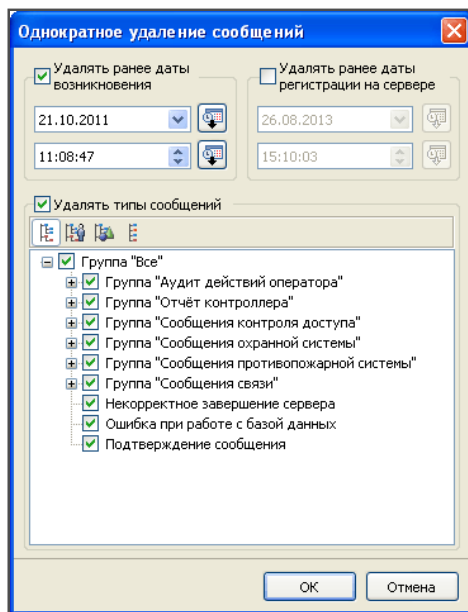 Однократное удаление сообщений
Удалять ранее даты
возникновения
Удалять ранее даты
регистрации на сервере
21.10.2011
26.08.2013
11:08:47
15:10:03
Удалять типы сообщений
Группа "Все"
Группа "Аудит действий оператора"
Группа "Отчёт контроллера"
Группа "Сообщения контроля доступа"
Группа "Сообщения охранной системы"
Группа "Сообщения противопожарной системы"
Группа "Сообщения связи"
Некорректное завершение сервера
Ошибка при работе с базой данных
Подтверждение сообщения
ОК
Отмена